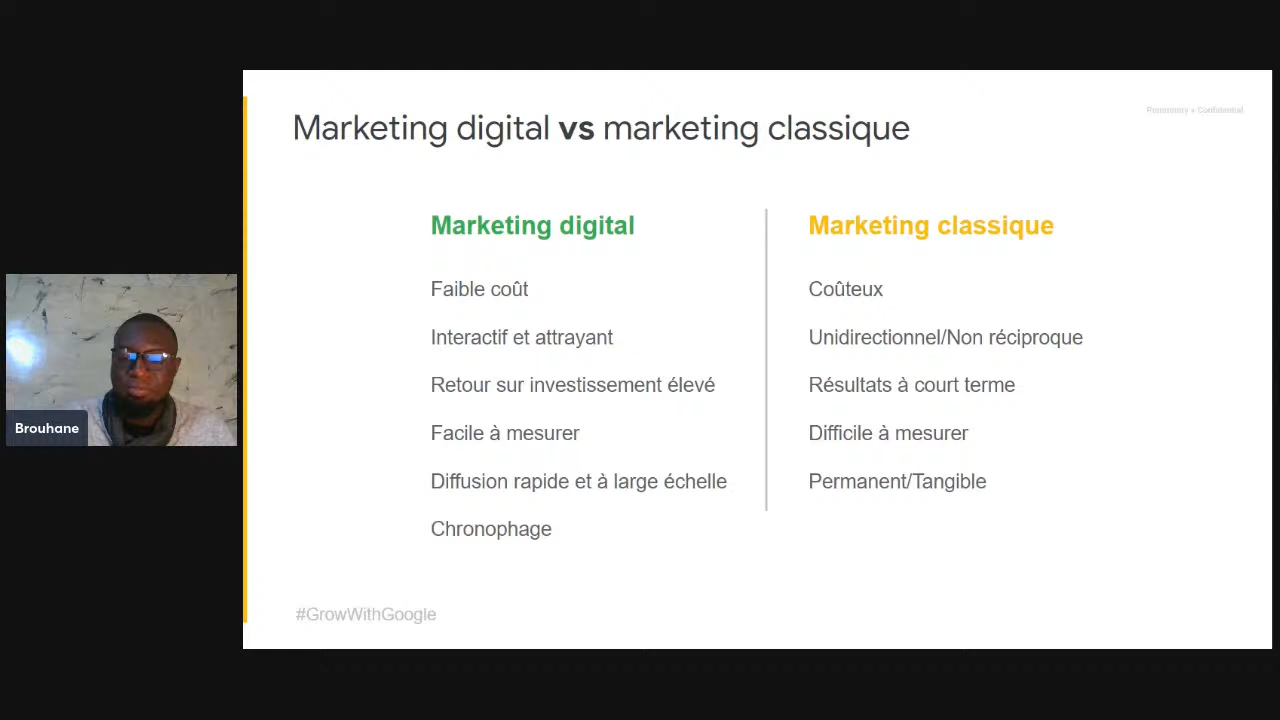 Proprietary + Confidential
Marketing digital vs marketing classique
Marketing digital
Faible coût
Interactif et attrayant
Retour sur investissement élevé
Facile à mesurer
Diffusion rapide et à large échelle
Chronophage
Marketing classique
Coûteux
Unidirectionnel/Non réciproque
Résultats à court terme
Difficile à mesurer
Permanent/Tangible
Brouhane
#GrowWithGoogle